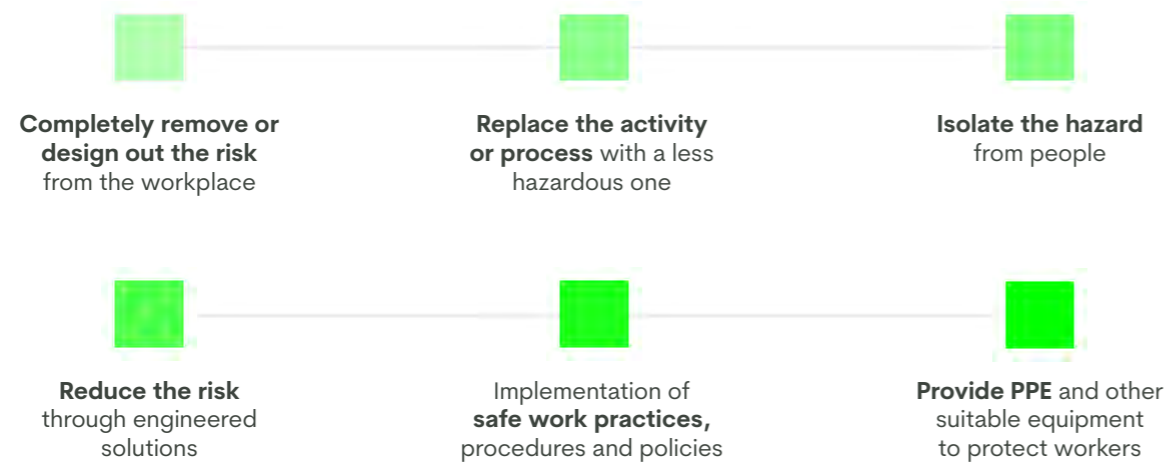 Completely remove or
design out the risk
from the workplace
Replace the activity
or process with a less
hazardous one
Isolate the hazard
from people
Reduce the risk
through engineered
solutions
Implementation of
safe work practices,
procedures and policies
Provide PPE and other
suitable equipment
to protect workers